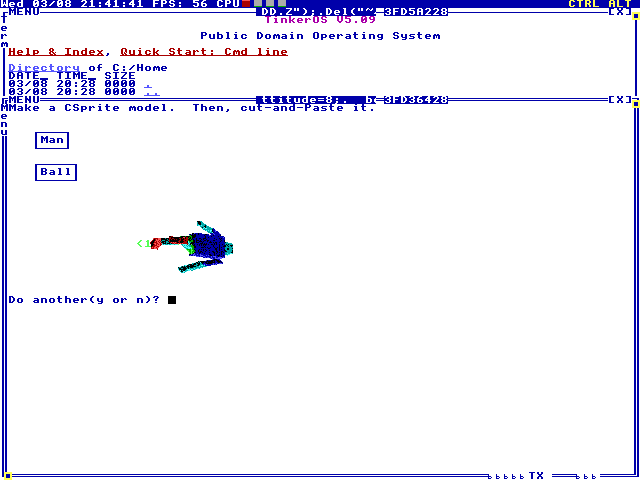 Wed 03/08 21:41:41 FPS: 56 CPU CTRL ALT
MENU DD.Z");.Del("~ 3FD5A228 [X]
TinkerOS V5.09
Public Domain Operating System
Help & Index, Quick Start: Cmd line
Directory of C:/Home
DATE_ TIME_ SIZE
03/08 20:28 0000 .
03/08 20:28 0000 ..
MENU ttitude=8;. 3FD36428 [X]
Make a CSprite model.  Then, cut-and-Paste it.
Man
Ball
<1
Do another(y or n)?
TX